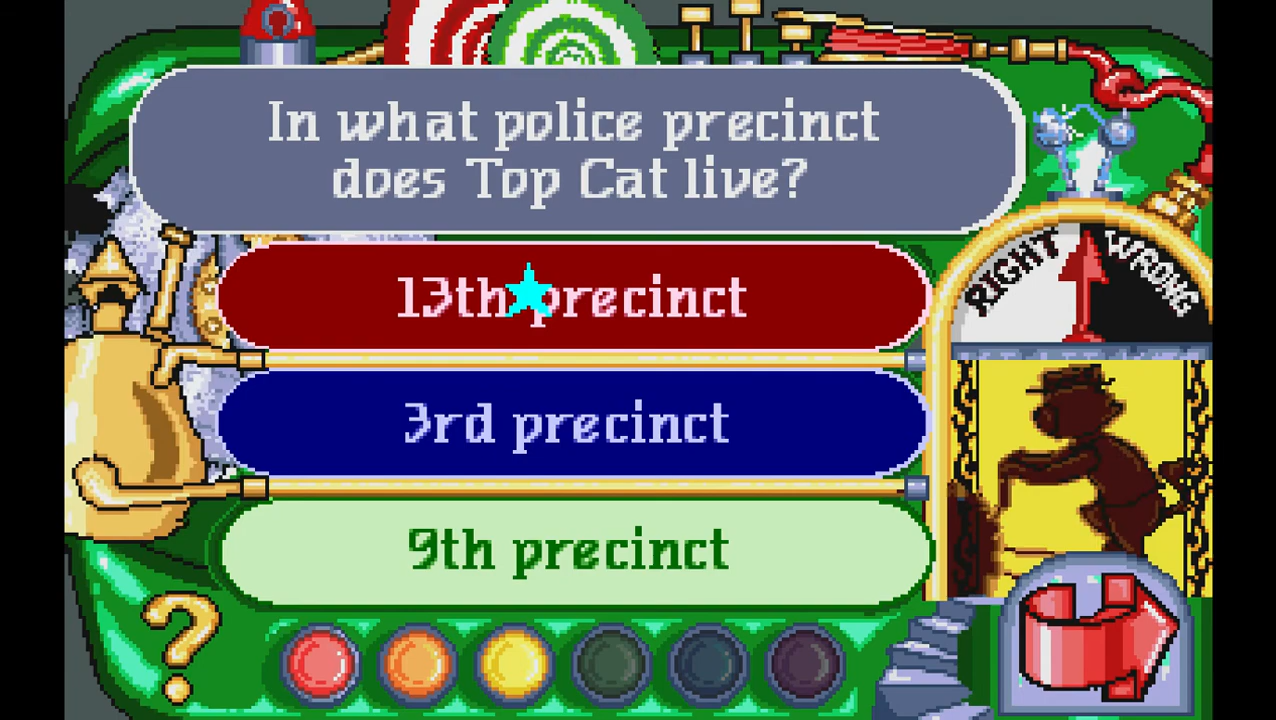 In what police precinct
does Top Cat live?
13th precinct
RIGHT
WRONG
3rd precinct
9th precinct
?